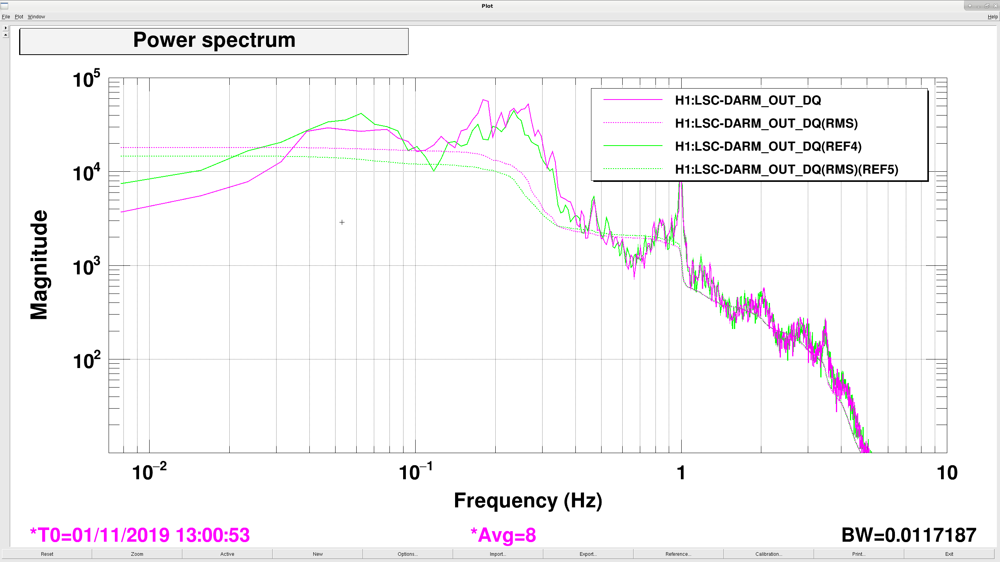 Plot
File Plot Window Help
Power spectrum
10^5
10^4
10^3
10^2
Magnitude
H1:LSC-DARM_OUT_DQ
H1:LSC-DARM_OUT_DQ(RMS)
H1:LSC-DARM_OUT_DQ(REF4)
H1:LSC-DARM_OUT_DQ(RMS)(REF5)
10^−2 10^−1 1 10
Frequency (Hz)
*T0=01/11/2019 13:00:53 *Avg=8 BW=0.0117187
Reset Zoom Active New Options... Import... Export... Reference... Calibration... Print... Exit